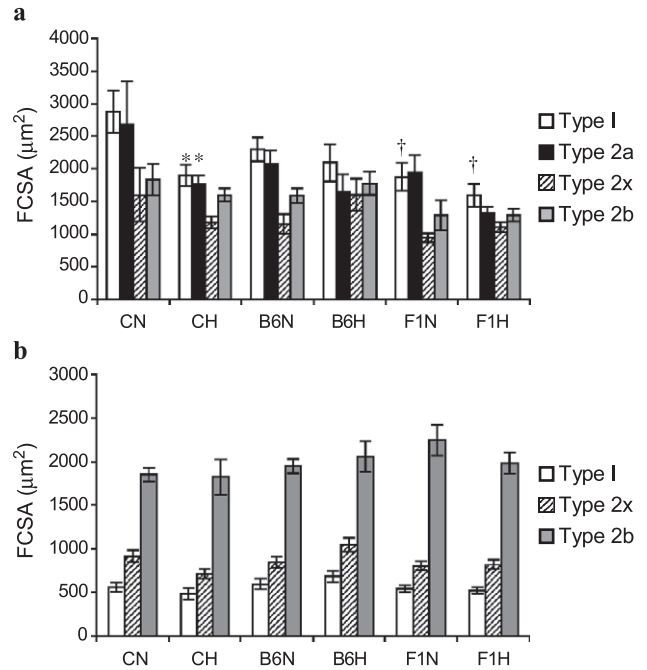 a
FCSA (μm²)
4000
3500
3000
2500
2000
1500
1000
500
0
**
†
†
CN CH B6N B6H F1N F1H
Type I
Type 2a
Type 2x
Type 2b
b
FCSA (μm²)
3000
2500
2000
1500
1000
500
0
CN CH B6N B6H F1N F1H
Type I
Type 2x
Type 2b